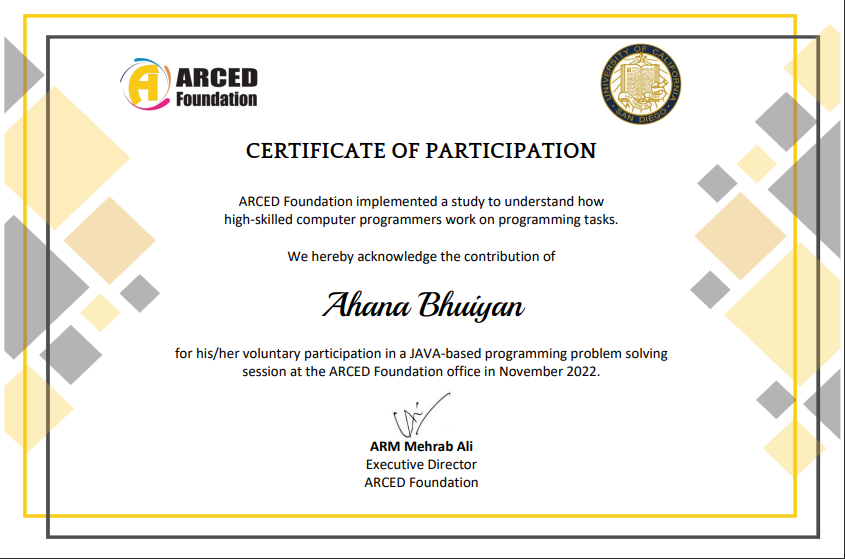 ARCED
Foundation
UNIVERSITY OF CALIFORNIA
SAN DIEGO
CERTIFICATE OF PARTICIPATION
ARCED Foundation implemented a study to understand how
high-skilled computer programmers work on programming tasks.
We hereby acknowledge the contribution of
Ahana Bhuiyan
for his/her voluntary participation in a JAVA-based programming problem solving
session at the ARCED Foundation office in November 2022.
ARM Mehrab Ali
Executive Director
ARCED Foundation